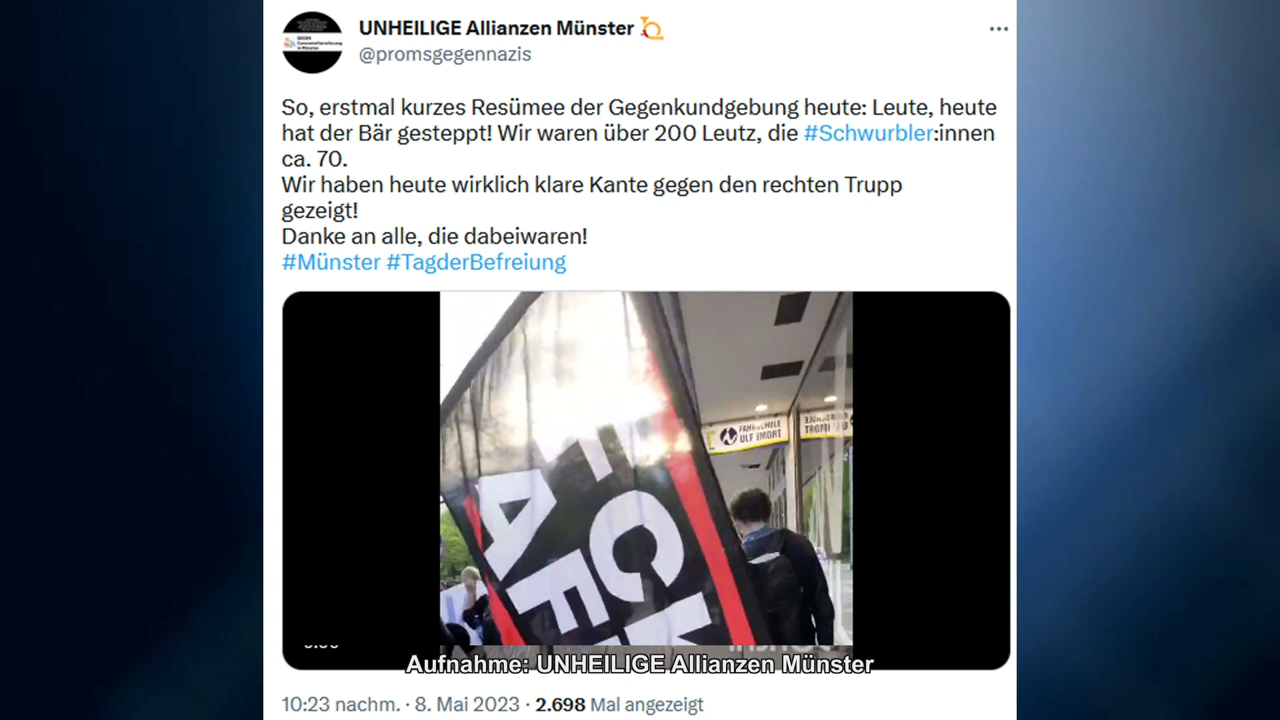 UNHEILIGE Allianzen Münster
@promsgegennazis
So, erstmal kurzes Resümee der Gegenkundgebung heute: Leute, heute
hat der Bär gesteppt! Wir waren über 200 Leutz, die #Schwurbler:innen
ca. 70.
Wir haben heute wirklich klare Kante gegen den rechten Trupp
gezeigt!
Danke an alle, die dabeiwaren!
#Münster #TagderBefreiung
FAHRSCHULE
ULF IMORT
Aufnahme: UNHEILIGE Allianzen Münster
10:23 nachm. · 8. Mai 2023 · 2.698 Mal angezeigt